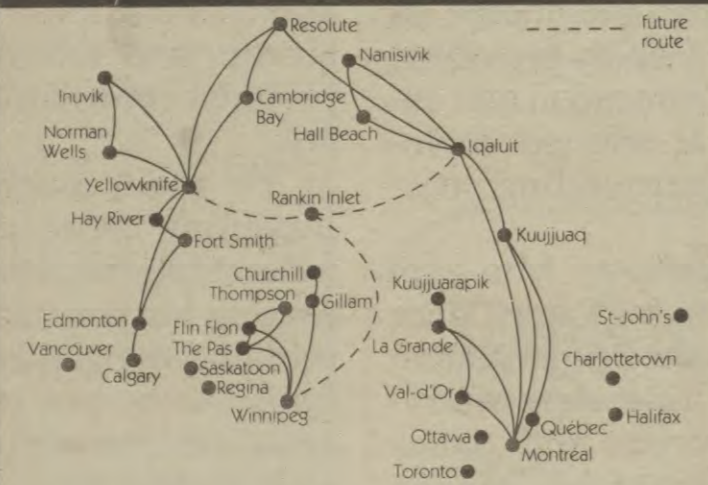 Resolute
future
route
Nanisivik
Inuvik
Cambridge
Bay
Hall Beach
Norman
Wells
Iqaluit
Yellowknife
Rankin Inlet
Hay River
Kuujjuaq
Fort Smith
Churchill
Thompson
Gillam
Kuujjuarapik
Edmonton
Flin Flon
St-John's
Vancouver
The Pas
La Grande
Charlottetown
Calgary
Saskatoon
Regina
Val-d'Or
Winnipeg
Québec
Halifax
Ottawa
Montréal
Toronto